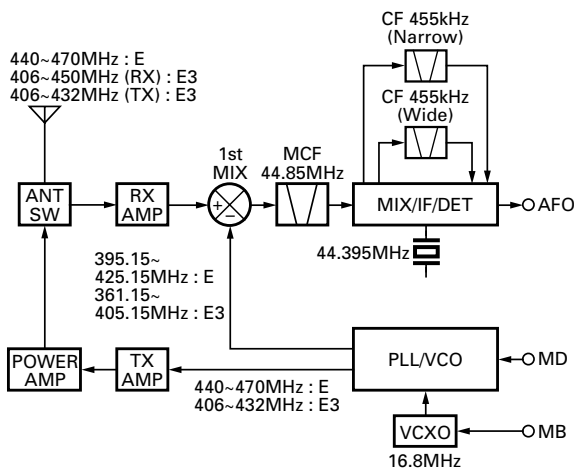 440~470MHz : E
406~450MHz (RX) : E3
406~432MHz (TX) : E3
CF 455kHz
(Narrow)
CF 455kHz
(Wide)
1st
MIX
MCF
44.85MHz
ANT
SW
RX
AMP
+
−
MIX/IF/DET
AFO
44.395MHz
395.15~
425.15MHz : E
361.15~
405.15MHz : E3
POWER
AMP
TX
AMP
PLL/VCO
MD
440~470MHz : E
406~432MHz : E3
VCXO
MB
16.8MHz